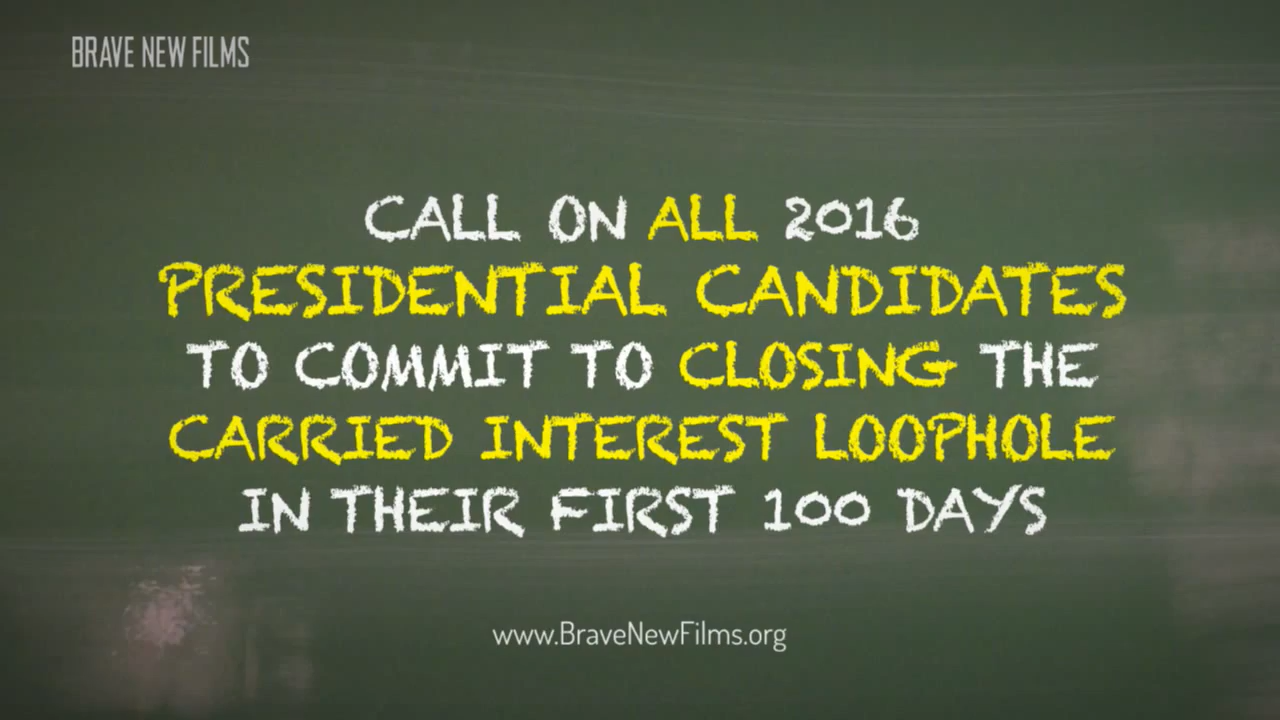 BRAVE NEW FILMS
CALL ON ALL 2016
PRESIDENTIAL CANDIDATES
TO COMMIT TO CLOSING THE
CARRIED INTEREST LOOPHOLE
IN THEIR FIRST 100 DAYS
www.BraveNewFilms.org